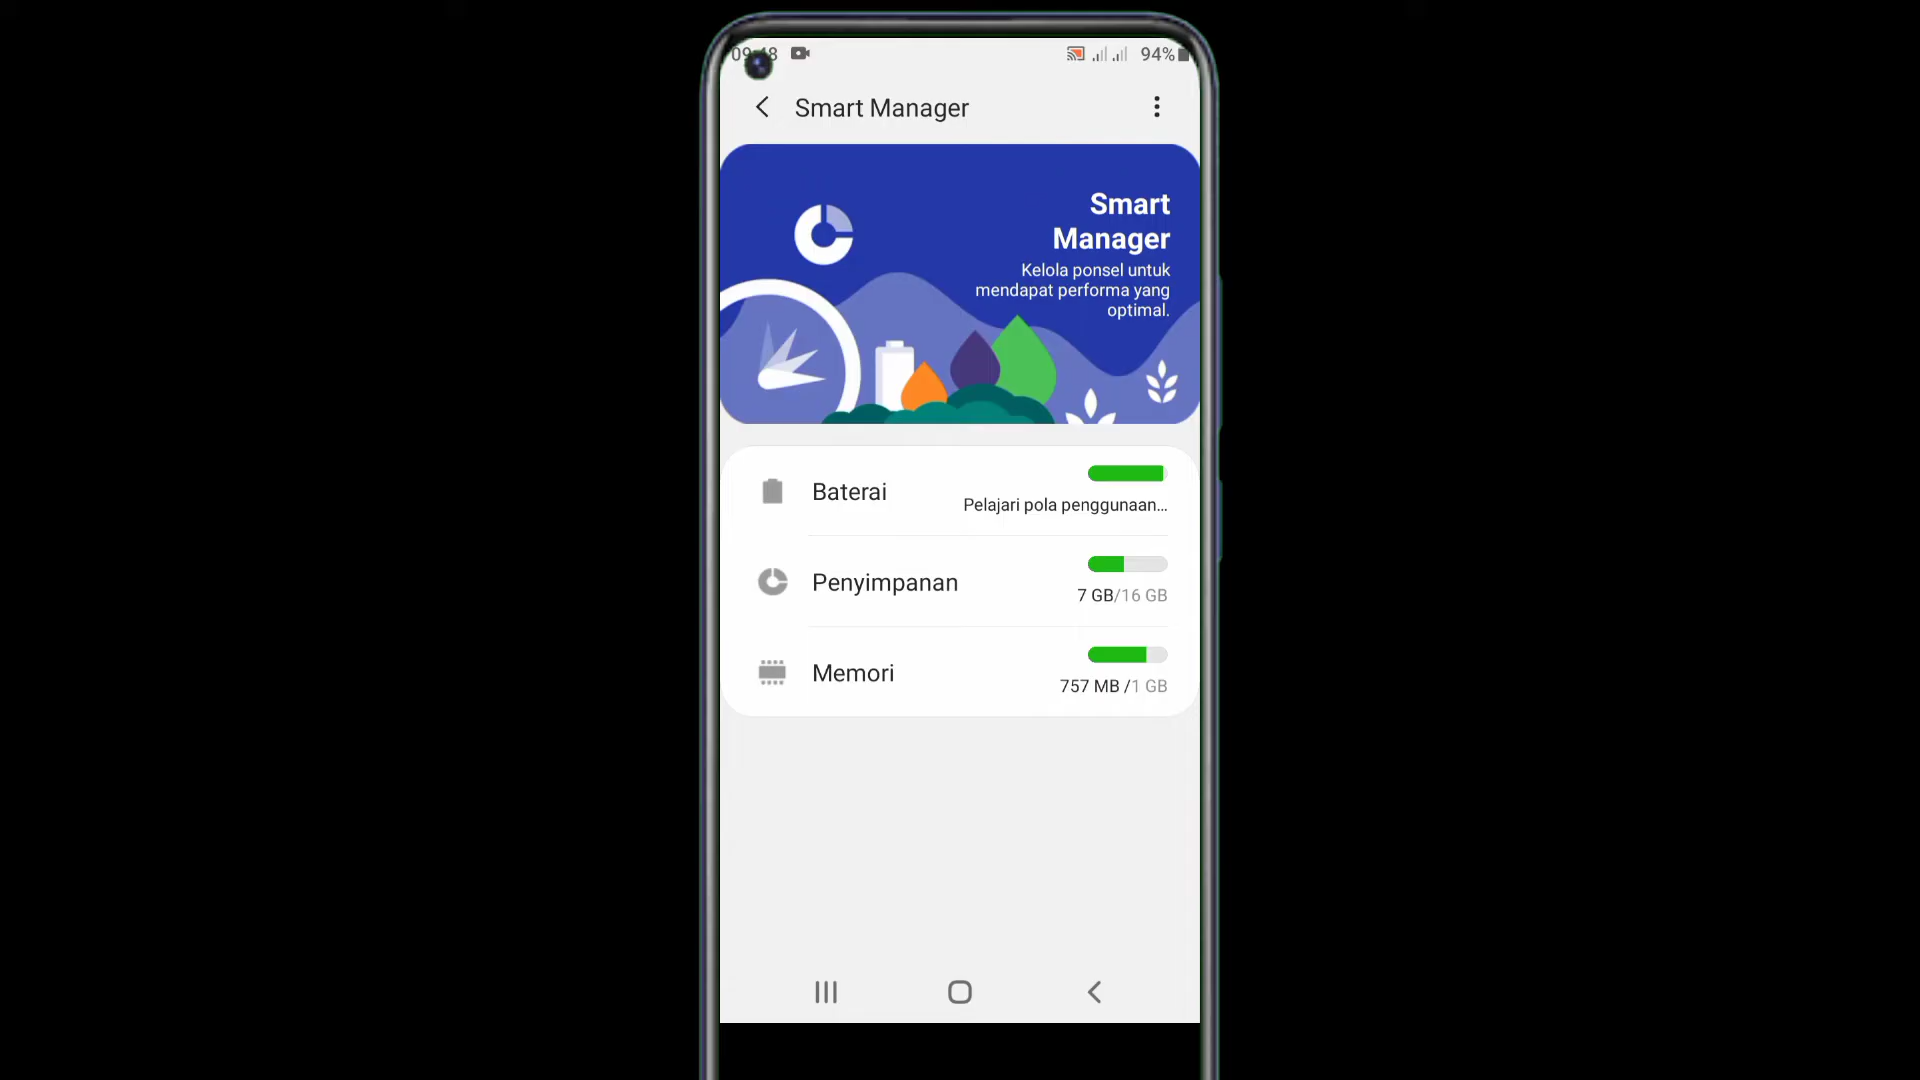 94%
Smart Manager
Smart
Manager
Kelola ponsel untuk
mendapat performa yang
optimal.
Baterai
Pelajari pola penggunaan...
Penyimpanan
7 GB/16 GB
Memori
757 MB /1 GB